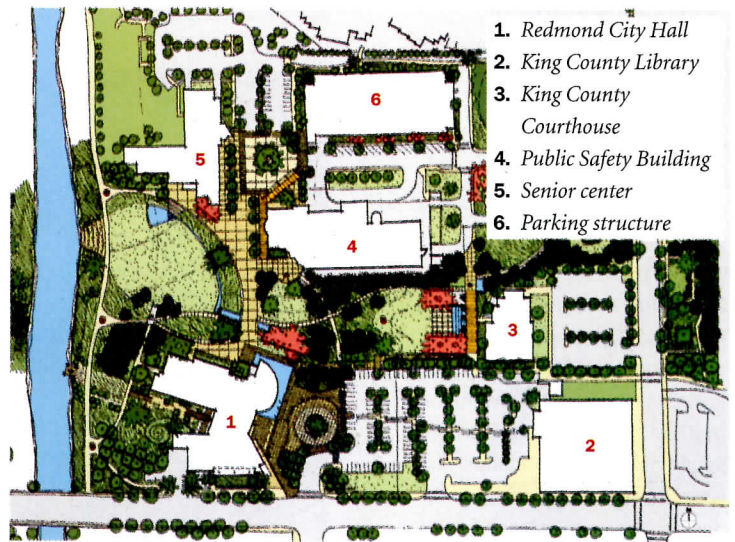 1. Redmond City Hall
2. King County Library
3. King County
Courthouse
4. Public Safety Building
5. Senior center
6. Parking structure
6
5
4
3
1
2